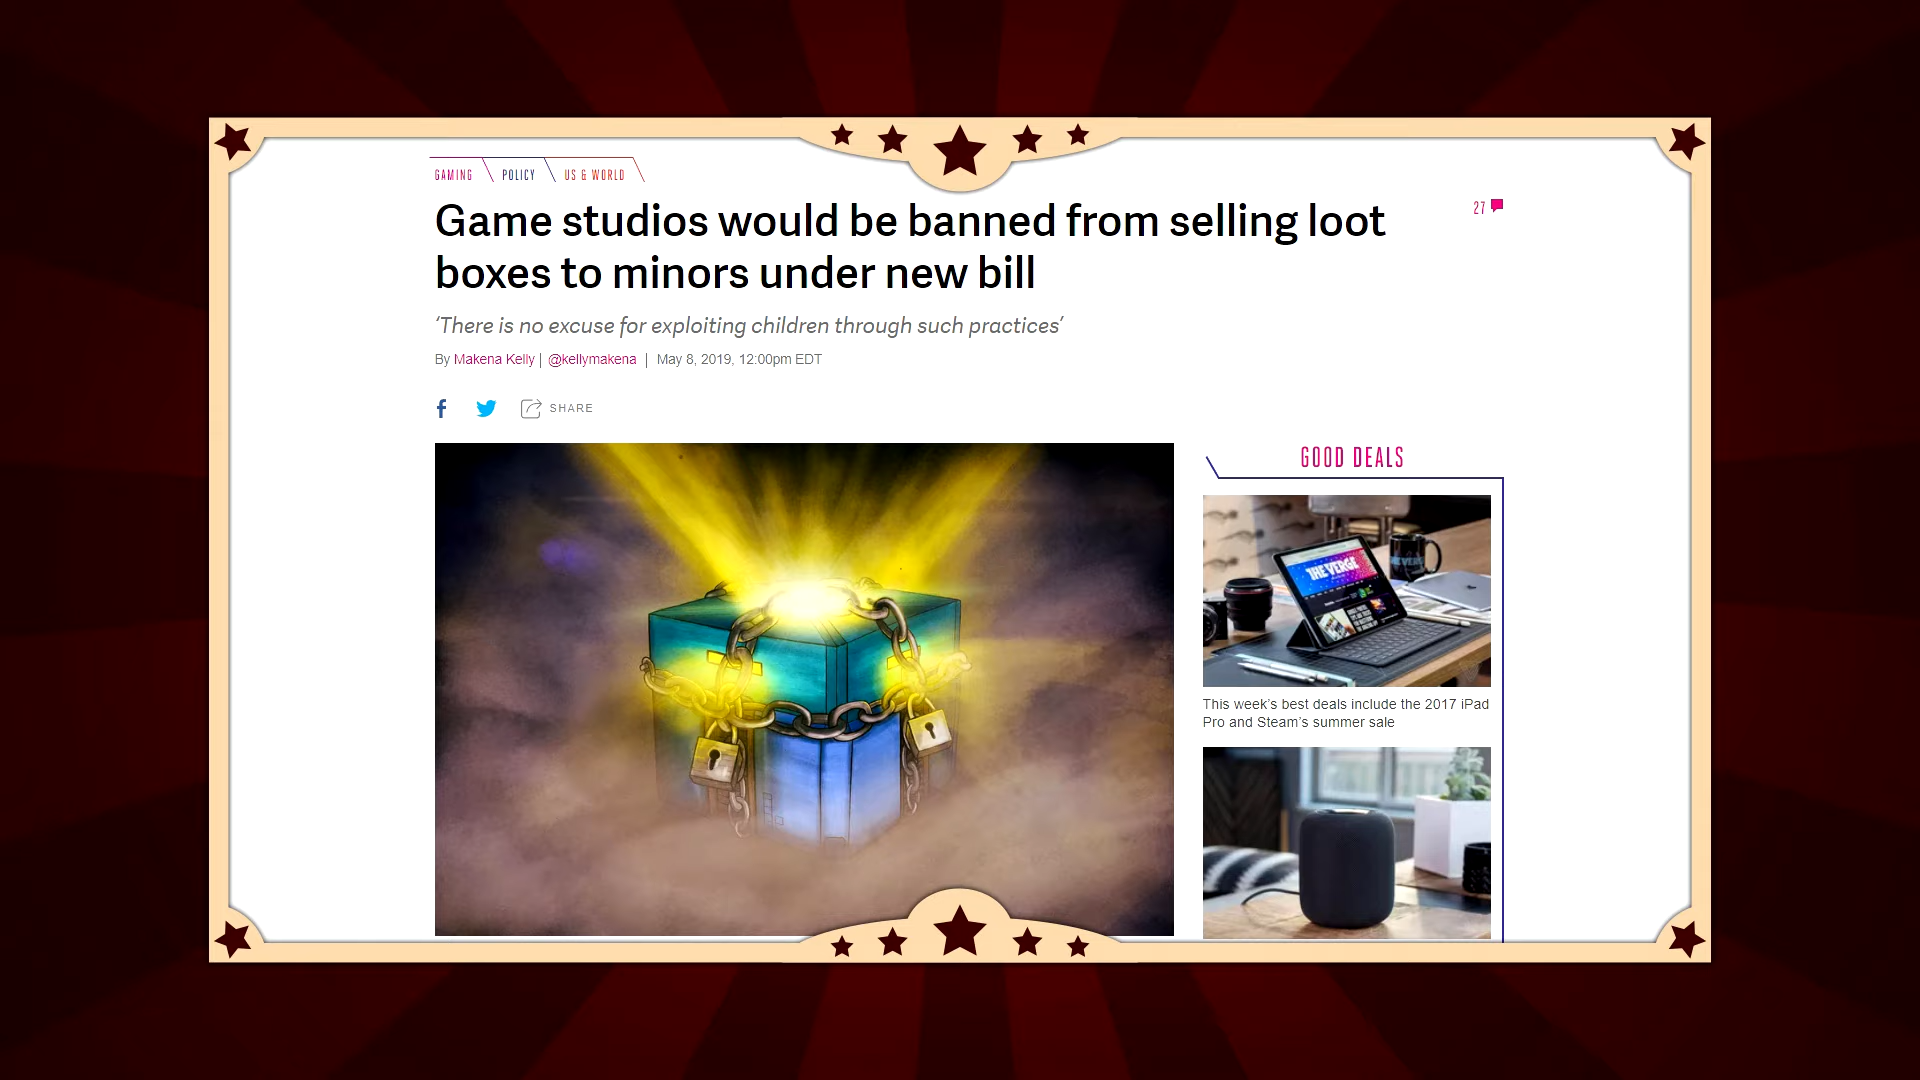 GAMING
POLICY
US & WORLD
Game studios would be banned from selling loot
boxes to minors under new bill
27
‘There is no excuse for exploiting children through such practices’
By Makena Kelly | @kellymakena | May 8, 2019, 12:00pm EDT
SHARE
GOOD DEALS
THE VERGE
THE VERGE
This week’s best deals include the 2017 iPad
Pro and Steam’s summer sale